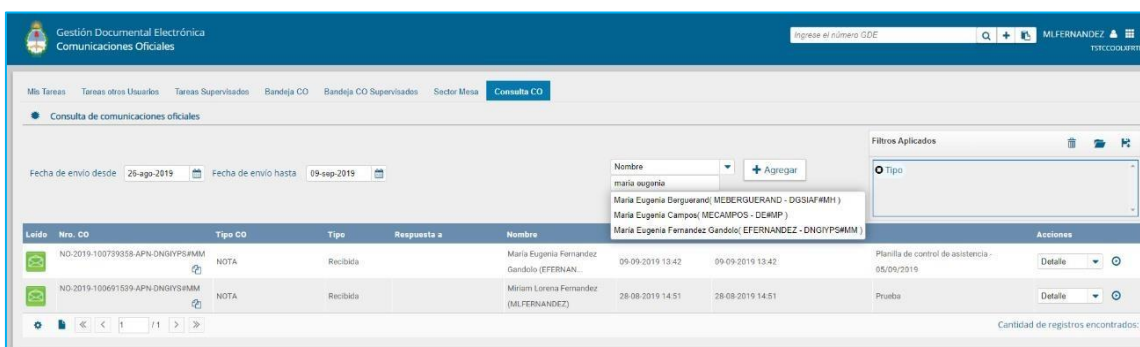 Gestión Documental Electrónica
Comunicaciones Oficiales
Ingrese el número GDE
MLFERNANDEZ
Mis Tareas Tareas otros Usuarios Tareas Supervisados Bandeja CO Bandeja CO Supervisados Sector Mesa Consulta CO
Consulta de comunicaciones oficiales
Filtros Aplicados
Fecha de envío desde 26-ago-2019 Fecha de envío hasta 09-sep-2019
Nombre
Agregar
Tipo
maria eugenia
Maria Eugenia Berguerand( MEBERGUERAND - DGSIAF#MH )
Maria Eugenia Campos( MECAMPOS - DE#MP )
Maria Eugenia Fernandez Gandolo( EFERNANDEZ - DNGIYPS#MM )
Leido Nro. CO Tipo CO Tipo Respuesta a Nombre Acciones
NO-2019-100739358-APN-DNGIYPS#MM NOTA Recibida María Eugenia Fernandez Gandolo (EFERNAN... 09-09-2019 13:42 09-09-2019 13:42 Planilla de control de asistencia - 05/09/2019 Detalle
NO-2019-100691599-APN-DNGIYS#MM NOTA Recibida Miriam Lorena Fernandez (MLFERNANDEZ) 28-08-2019 14:51 28-08-2019 14:51 Prueba Detalle
1 /1
Cantidad de registros encontrados: